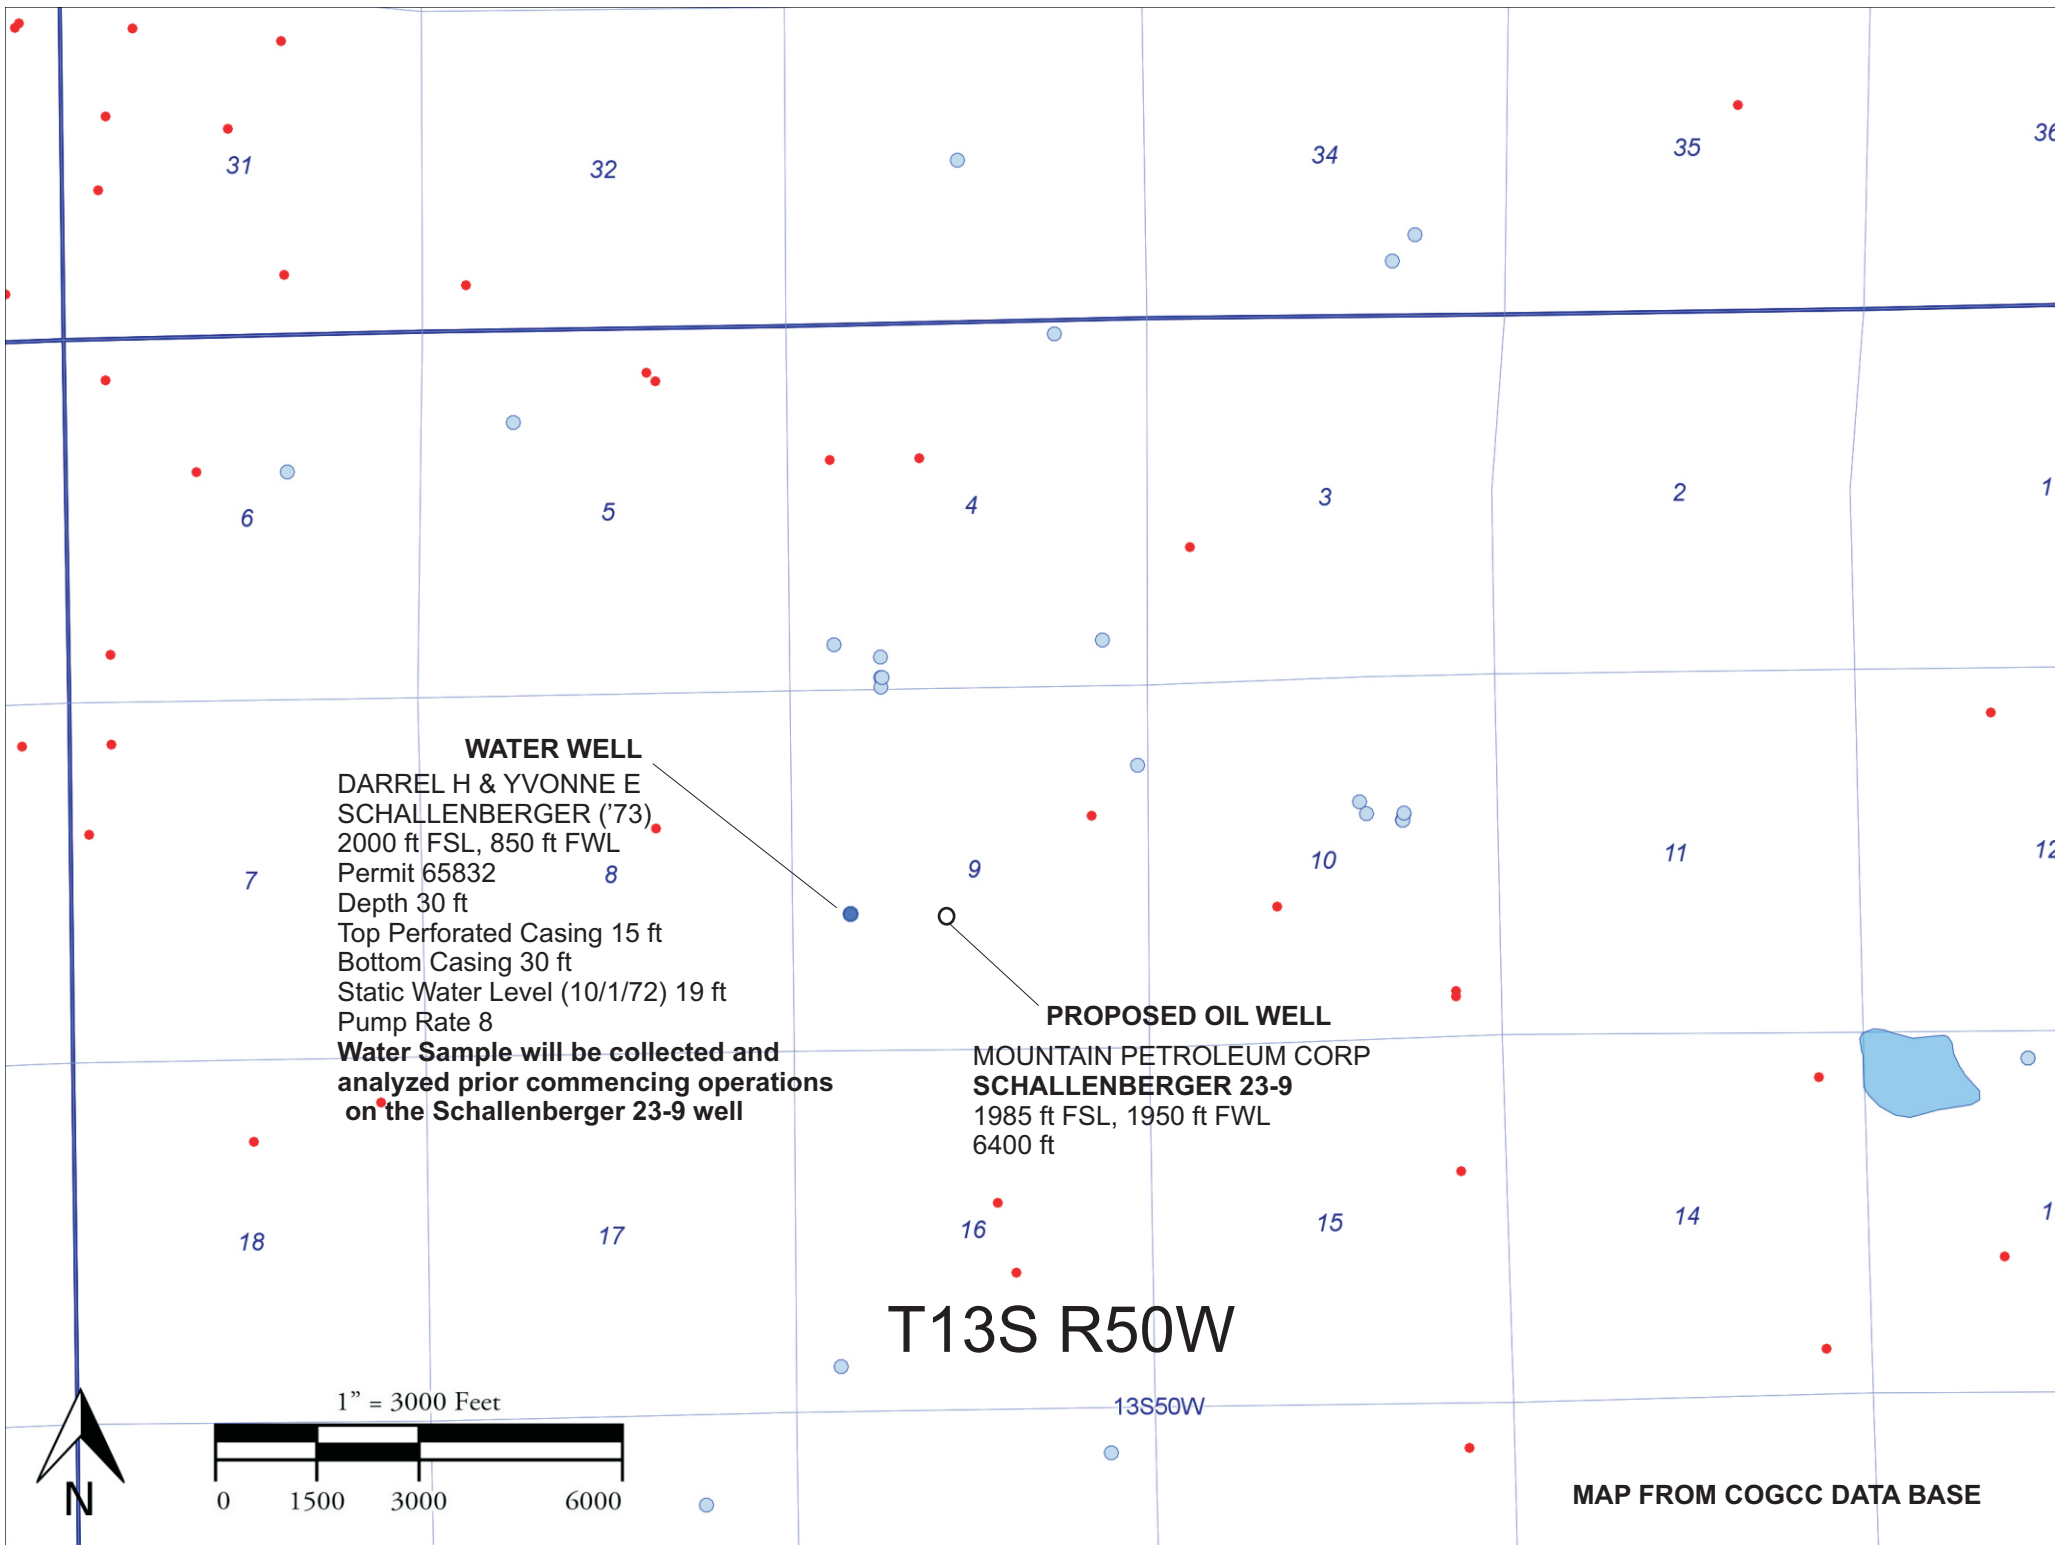 31
32
34
35
36
6
5
4
3
2
1
WATER WELL
DARREL H & YVONNE E
SCHALLENBERGER (’73)
2000 ft FSL, 850 ft FWL
Permit 65832
Depth 30 ft
Top Perforated Casing 15 ft
Bottom Casing 30 ft
Static Water Level (10/1/72) 19 ft
Pump Rate 8
Water Sample will be collected and
analyzed prior commencing operations
on the Schallenberger 23-9 well
7
8
9
10
11
12
PROPOSED OIL WELL
MOUNTAIN PETROLEUM CORP
SCHALLENBERGER 23-9
1985 ft FSL, 1950 ft FWL
6400 ft
18
17
16
15
14
1
T13S R50W
13S50W
1” = 3000 Feet
0 1500 3000 6000
N
MAP FROM COGCC DATA BASE